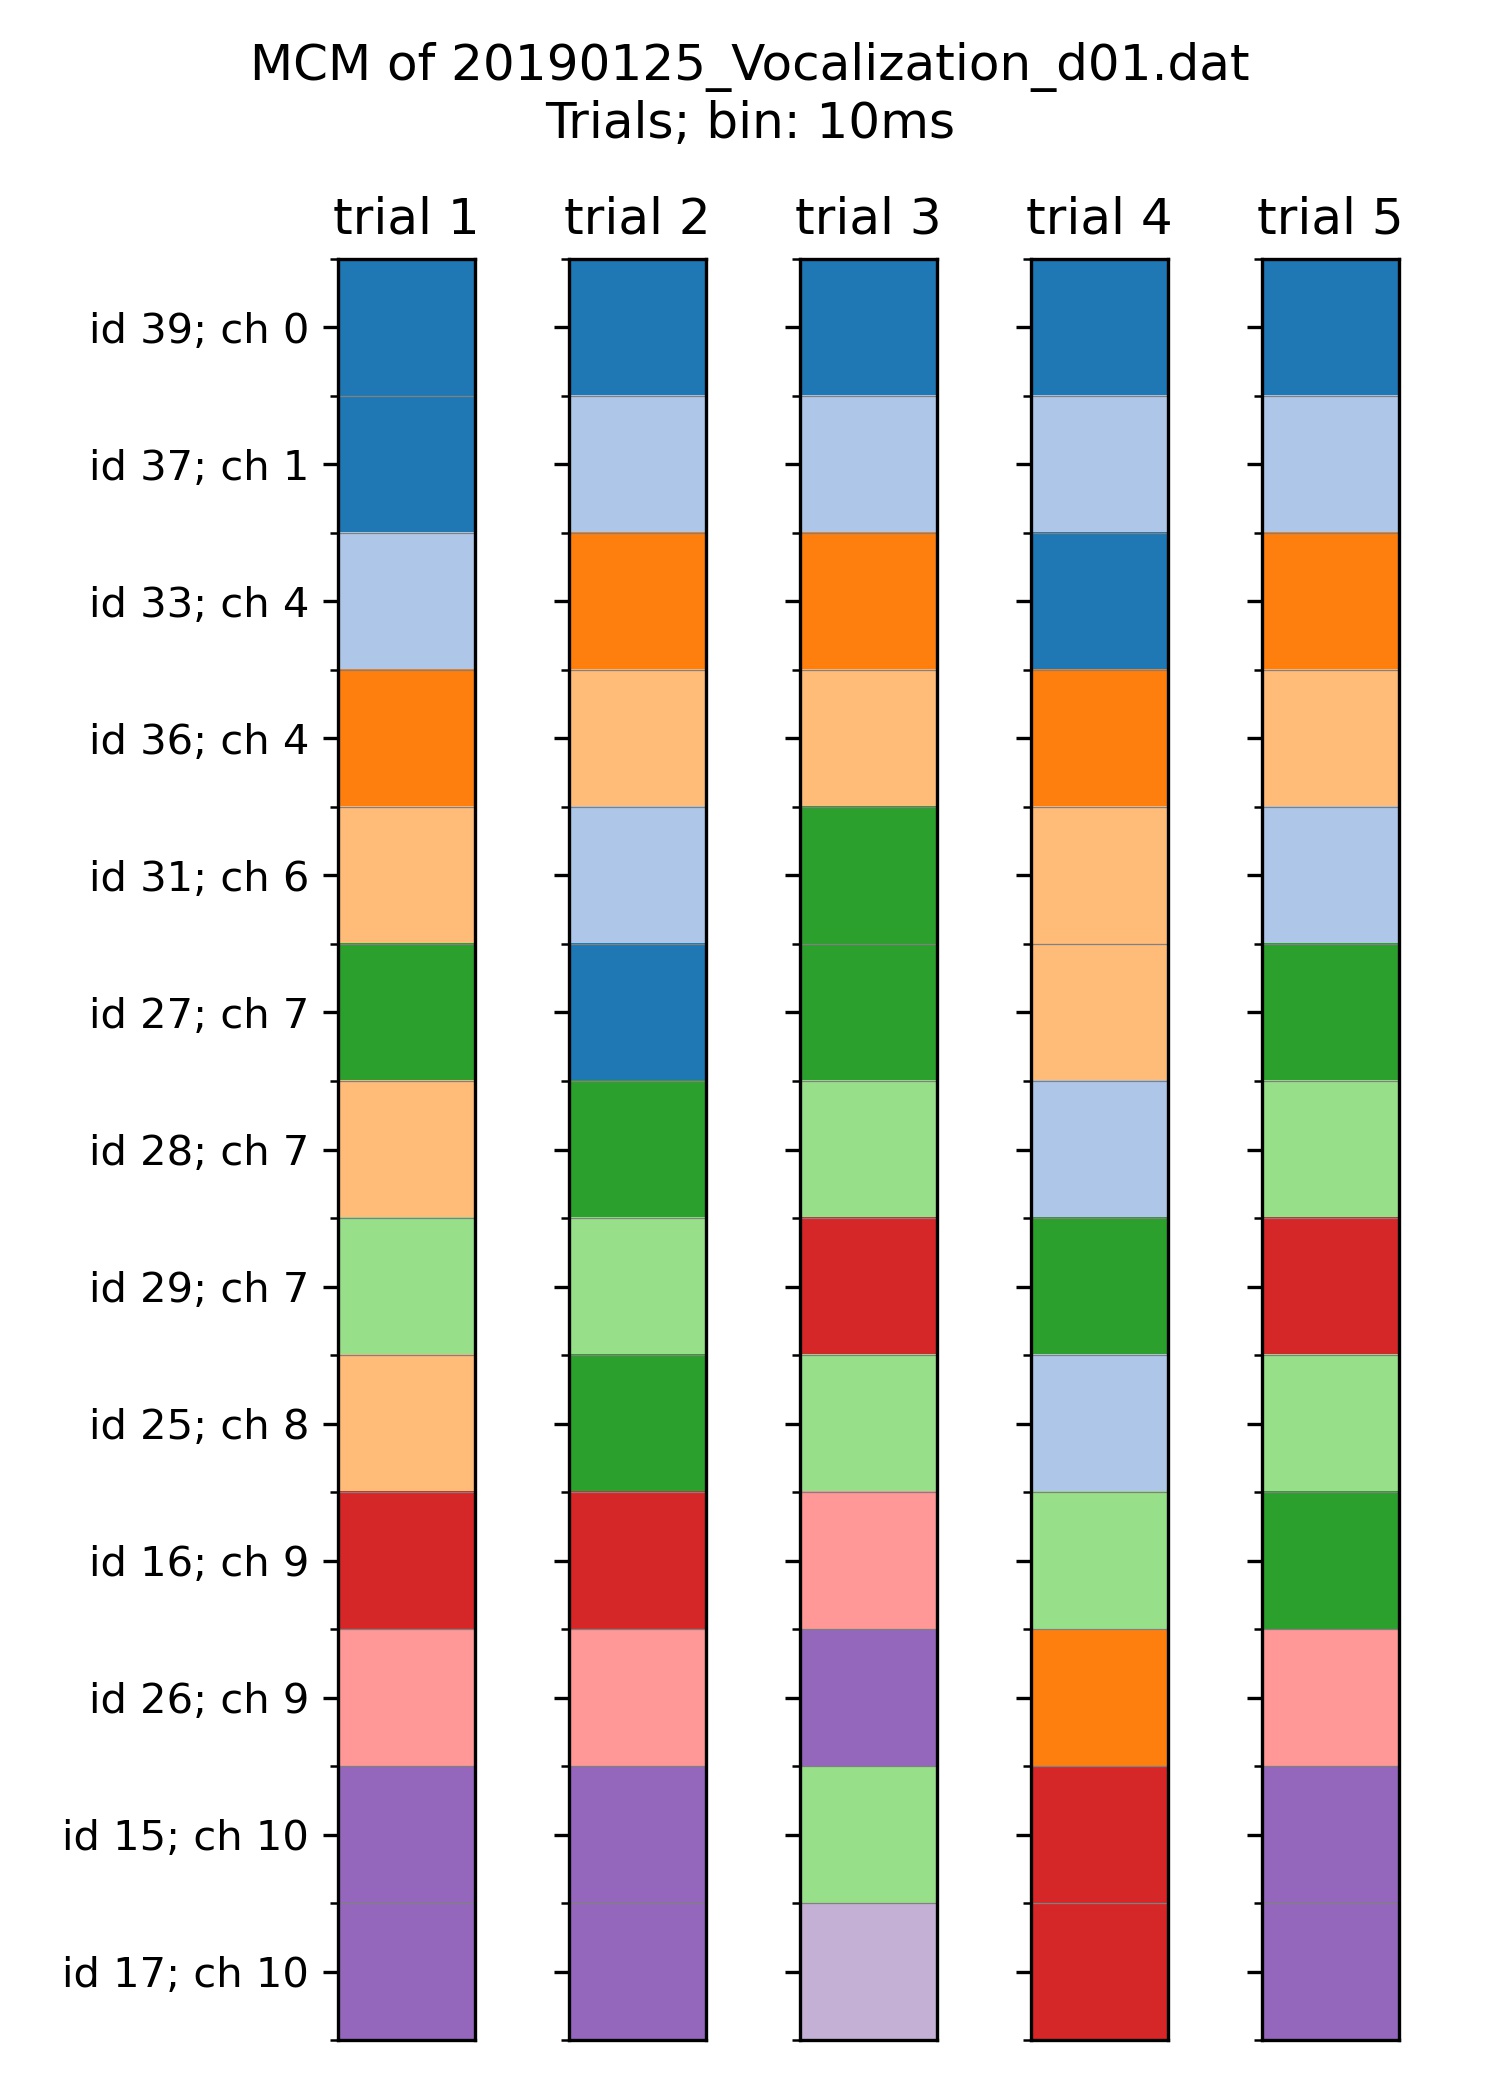 MCM of 20190125_Vocalization_d01.dat
Trials; bin: 10ms
trial 1 trial 2 trial 3 trial 4 trial 5
id 39; ch 0
id 37; ch 1
id 33; ch 4
id 36; ch 4
id 31; ch 6
id 27; ch 7
id 28; ch 7
id 29; ch 7
id 25; ch 8
id 16; ch 9
id 26; ch 9
id 15; ch 10
id 17; ch 10